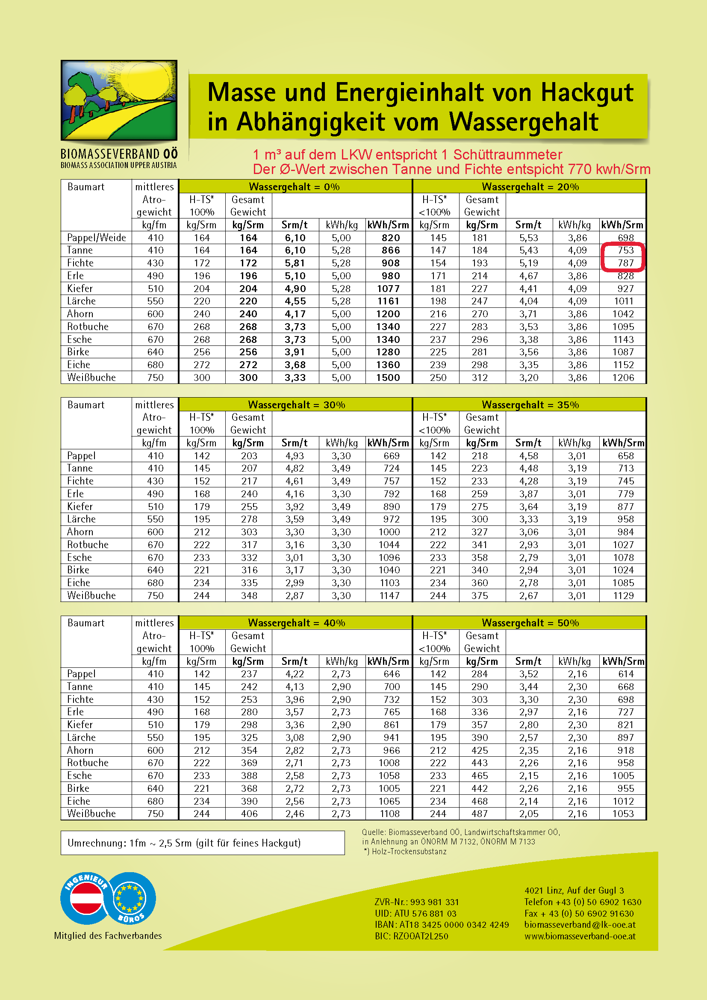 Masse und Energieinhalt von Hackgut
in Abhängigkeit vom Wassergehalt
BIOMASSEVERBAND OÖ
BIOMASS ASSOCIATION UPPER AUSTRIA
1 m³ auf dem LKW entspricht 1 Schüttraummeter
Der Ø-Wert zwischen Tanne und Fichte entspicht 770 kwh/Srm
Baumart mittleres Wassergehalt = 0% Wassergehalt = 20%
Atro- H-TS* Gesamt H-TS* Gesamt
gewicht 100% Gewicht <100% Gewicht
kg/fm kg/Srm kg/Srm Srm/t kWh/kg kWh/Srm kg/Srm kg/Srm Srm/t kWh/kg kWh/Srm
Pappel/Weide 410 164 164 6,10 5,00 820 145 181 5,53 3,86 698
Tanne 410 164 164 6,10 5,28 866 147 184 5,43 4,09 753
Fichte 430 172 172 5,81 5,28 908 154 193 5,19 4,09 787
Erle 490 196 196 5,10 5,00 980 171 214 4,67 3,86 828
Kiefer 510 204 204 4,90 5,28 1077 181 227 4,41 4,09 927
Lärche 550 220 220 4,55 5,28 1161 198 247 4,04 4,09 1011
Ahorn 600 240 240 4,17 5,00 1200 216 270 3,71 3,86 1042
Rotbuche 670 268 268 3,73 5,00 1340 227 283 3,53 3,86 1095
Esche 670 268 268 3,73 5,00 1340 237 296 3,38 3,86 1143
Birke 640 256 256 3,91 5,00 1280 225 281 3,56 3,86 1087
Eiche 680 272 272 3,68 5,00 1360 239 298 3,35 3,86 1152
Weißbuche 750 300 300 3,33 5,00 1500 250 312 3,20 3,86 1206
Baumart mittleres Wassergehalt = 30% Wassergehalt = 35%
Atro- H-TS* Gesamt H-TS* Gesamt
gewicht 100% Gewicht <100% Gewicht
kg/fm kg/Srm kg/Srm Srm/t kWh/kg kWh/Srm kg/Srm kg/Srm Srm/t kWh/kg kWh/Srm
Pappel 410 142 203 4,93 3,30 669 142 218 4,58 3,01 658
Tanne 410 145 207 4,82 3,49 724 145 223 4,48 3,19 713
Fichte 430 152 217 4,61 3,49 757 152 233 4,28 3,19 745
Erle 490 168 240 4,16 3,30 792 168 259 3,87 3,01 779
Kiefer 510 179 255 3,92 3,49 890 179 275 3,64 3,19 877
Lärche 550 195 278 3,59 3,49 972 195 300 3,33 3,19 958
Ahorn 600 212 303 3,30 3,30 1000 212 327 3,06 3,01 984
Rotbuche 670 222 317 3,16 3,30 1044 222 341 2,93 3,01 1027
Esche 670 233 332 3,01 3,30 1096 233 358 2,79 3,01 1078
Birke 640 221 316 3,17 3,30 1040 221 340 2,94 3,01 1024
Eiche 680 234 335 2,99 3,30 1103 234 360 2,78 3,01 1085
Weißbuche 750 244 348 2,87 3,30 1147 244 375 2,67 3,01 1129
Baumart mittleres Wassergehalt = 40% Wassergehalt = 50%
Atro- H-TS* Gesamt H-TS* Gesamt
gewicht 100% Gewicht <100% Gewicht
kg/fm kg/Srm kg/Srm Srm/t kWh/kg kWh/Srm kg/Srm kg/Srm Srm/t kWh/kg kWh/Srm
Pappel 410 142 237 4,22 2,73 646 142 284 3,52 2,16 614
Tanne 410 145 242 4,13 2,90 700 145 290 3,44 2,30 668
Fichte 430 152 253 3,96 2,90 732 152 303 3,30 2,30 698
Erle 490 168 280 3,57 2,73 765 168 336 2,97 2,16 727
Kiefer 510 179 298 3,36 2,90 861 179 357 2,80 2,30 821
Lärche 550 195 325 3,08 2,90 941 195 390 2,57 2,30 897
Ahorn 600 212 354 2,82 2,73 966 212 425 2,35 2,16 918
Rotbuche 670 222 369 2,71 2,73 1008 222 443 2,26 2,16 958
Esche 670 233 388 2,58 2,73 1058 233 465 2,15 2,16 1005
Birke 640 221 368 2,72 2,73 1005 221 442 2,26 2,16 955
Eiche 680 234 390 2,56 2,73 1065 234 468 2,14 2,16 1012
Weißbuche 750 244 406 2,46 2,73 1108 244 487 2,05 2,16 1053
Umrechnung: 1fm ~ 2,5 Srm (gilt für feines Hackgut)
Quelle: Biomasseverband OÖ, Landwirtschaftskammer OÖ,
in Anlehnung an ÖNORM M 7132, ÖNORM M 7133
*) Holz-Trockensubstanz
INGENIEUR
BÜROS
Mitglied des Fachverbandes
ZVR-Nr.: 993 981 331
UID: ATU 576 881 03
IBAN: AT18 3425 0000 0342 4249
BIC: RZOOAT2L250
4021 Linz, Auf der Gugl 3
Telefon +43 (0) 50 6902 1630
Fax + 43 (0) 50 6902 91630
biomasseverband@lk-ooe.at
www.biomasseverband-ooe.at